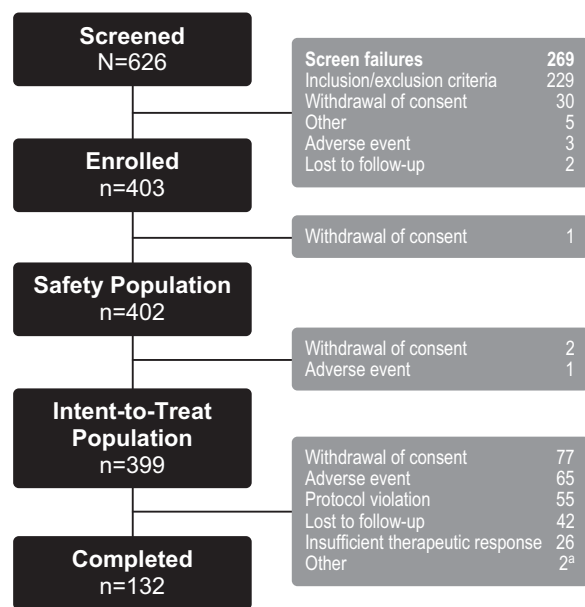 Screened
N=626
Screen failures 269
Inclusion/exclusion criteria 229
Withdrawal of consent 30
Other 5
Adverse event 3
Lost to follow-up 2
Enrolled
n=403
Withdrawal of consent 1
Safety Population
n=402
Withdrawal of consent 2
Adverse event 1
Intent-to-Treat
Population
n=399
Withdrawal of consent 77
Adverse event 65
Protocol violation 55
Lost to follow-up 42
Insufficient therapeutic response 26
Other 2ᵃ
Completed
n=132